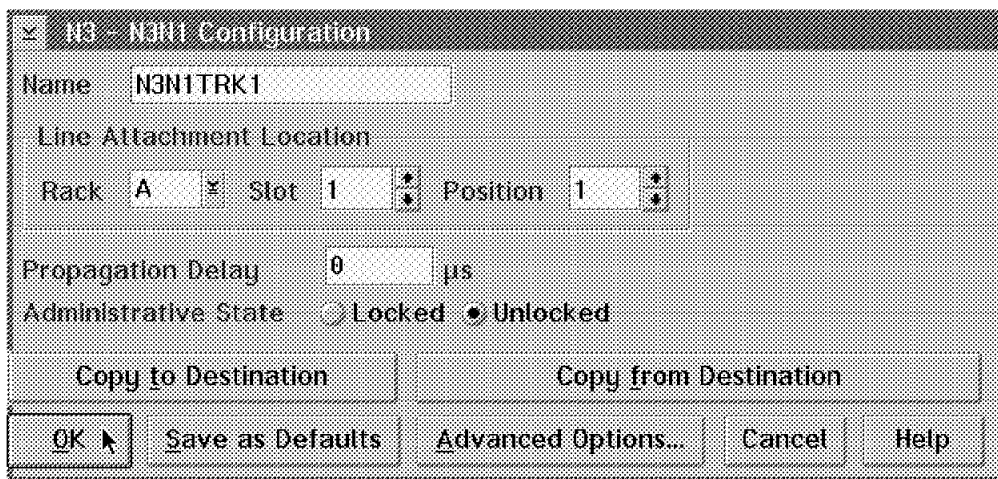 N3 - N3N1 Configuration
Name N3N1TRK1
Line Attachment Location
Rack A Slot 1 Position 1
Propagation Delay 0 µs
Administrative State Locked Unlocked
Copy to Destination Copy from Destination
OK Save as Defaults Advanced Options... Cancel Help